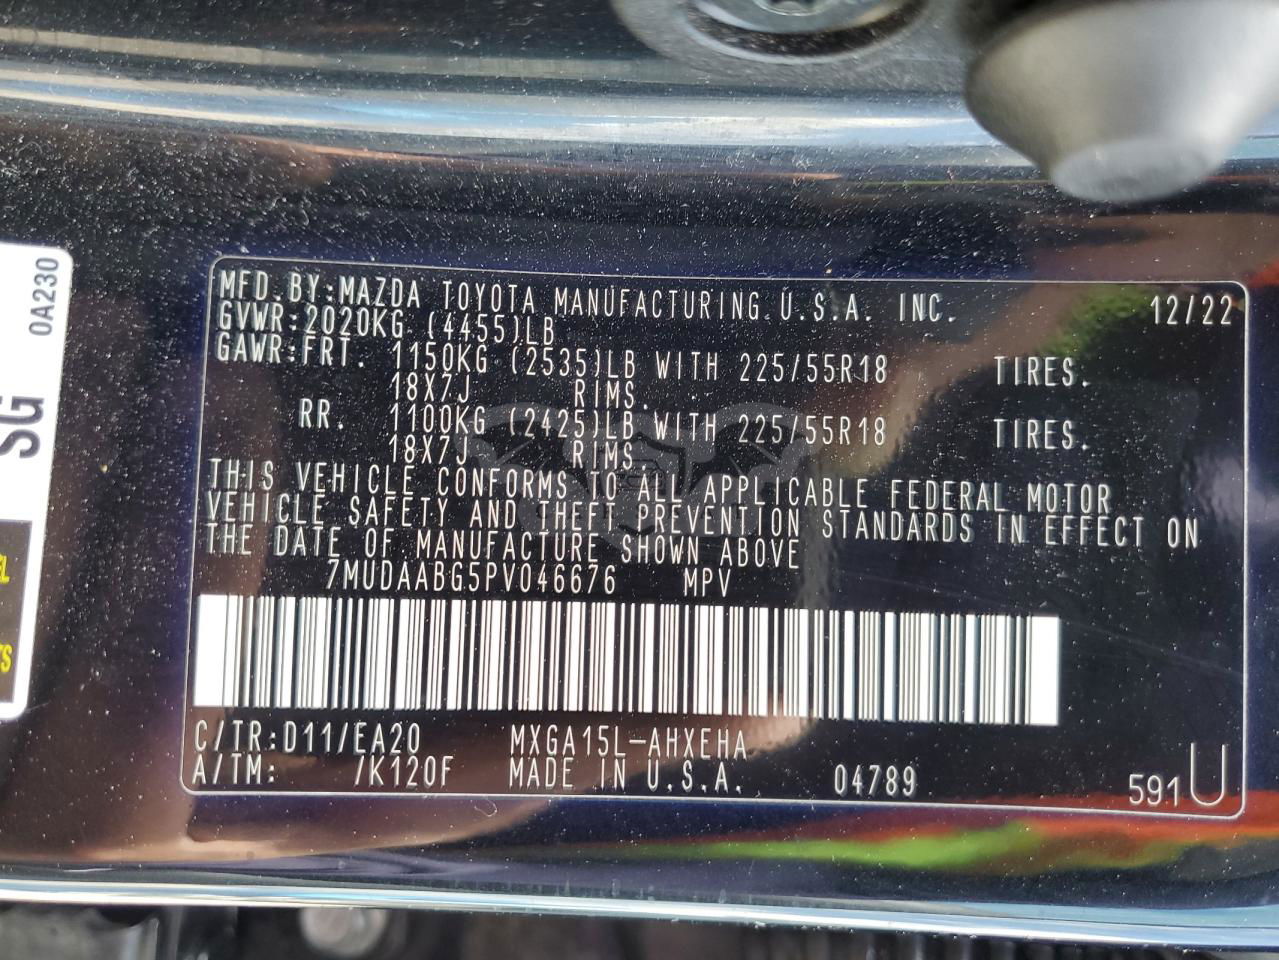 MFD.BY:MAZDA TOYOTA MANUFACTURING U.S.A. INC. 12/22
GVWR:2020KG (4455)LB
GAWR:FRT. 1150KG (2535)LB WITH 225/55R18 TIRES.
18X7J RIMS.
RR. 1100KG (2425)LB WITH 225/55R18 TIRES.
18X7J RIMS.
THIS VEHICLE CONFORMS TO ALL APPLICABLE FEDERAL MOTOR
VEHICLE SAFETY AND THEFT PREVENTION STANDARDS IN EFFECT ON
THE DATE OF MANUFACTURE SHOWN ABOVE
7MUDAABG5PV046676 MPV
C/TR:D11/EA20 MXGA15L-AHXEHA
A/TM: /K120F MADE IN U.S.A. 04789 591U
0A230
SG